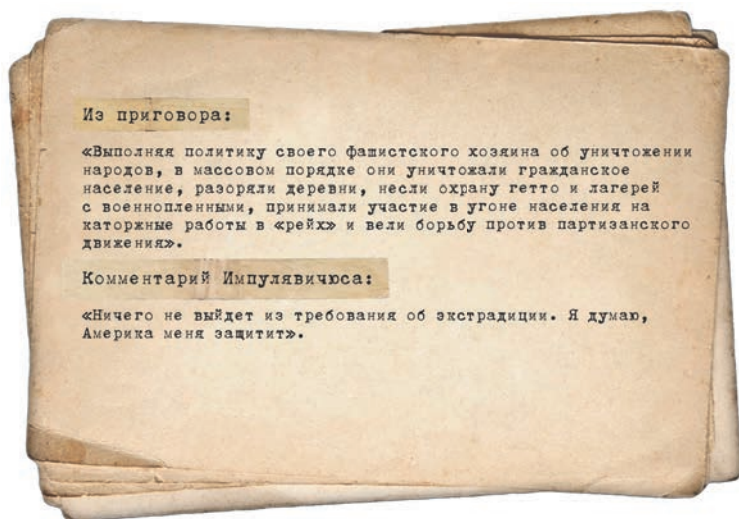 Из приговора:
«Выполняя политику своего фашистского хозяина об уничтожении
народов, в массовом порядке они уничтожали гражданское
население, разоряли деревни, несли охрану гетто и лагерей
с военнопленными, принимали участие в угоне населения на
каторжные работы в «рейх» и вели борьбу против партизанского
движения».
Комментарий Импулявичюса:
«Ничего не выйдет из требования об экстрадиции. Я думаю,
Америка меня защитит».